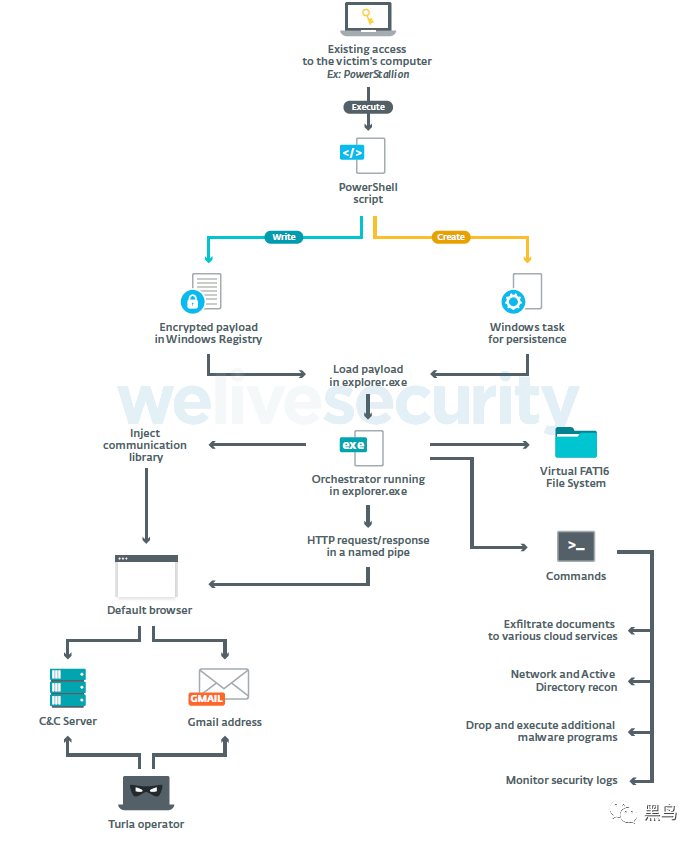 Existing access
to the victim's computer
Ex: PowerStallion
Execute
</>
PowerShell
script
Write
Create
Encrypted payload
in Windows Registry
Windows task
for persistence
Load payload
in explorer.exe
welivesecurity
Inject
communication
library
exe
Orchestrator running
in explorer.exe
Virtual FAT16
File System
HTTP request/response
in a named pipe
>_
Commands
Default browser
Exfiltrate documents
to various cloud services
Network and Active
Directory recon
GMAIL
C&C Server
Gmail address
Drop and execute additional
malware programs
Monitor security logs
Turla operator
黑鸟